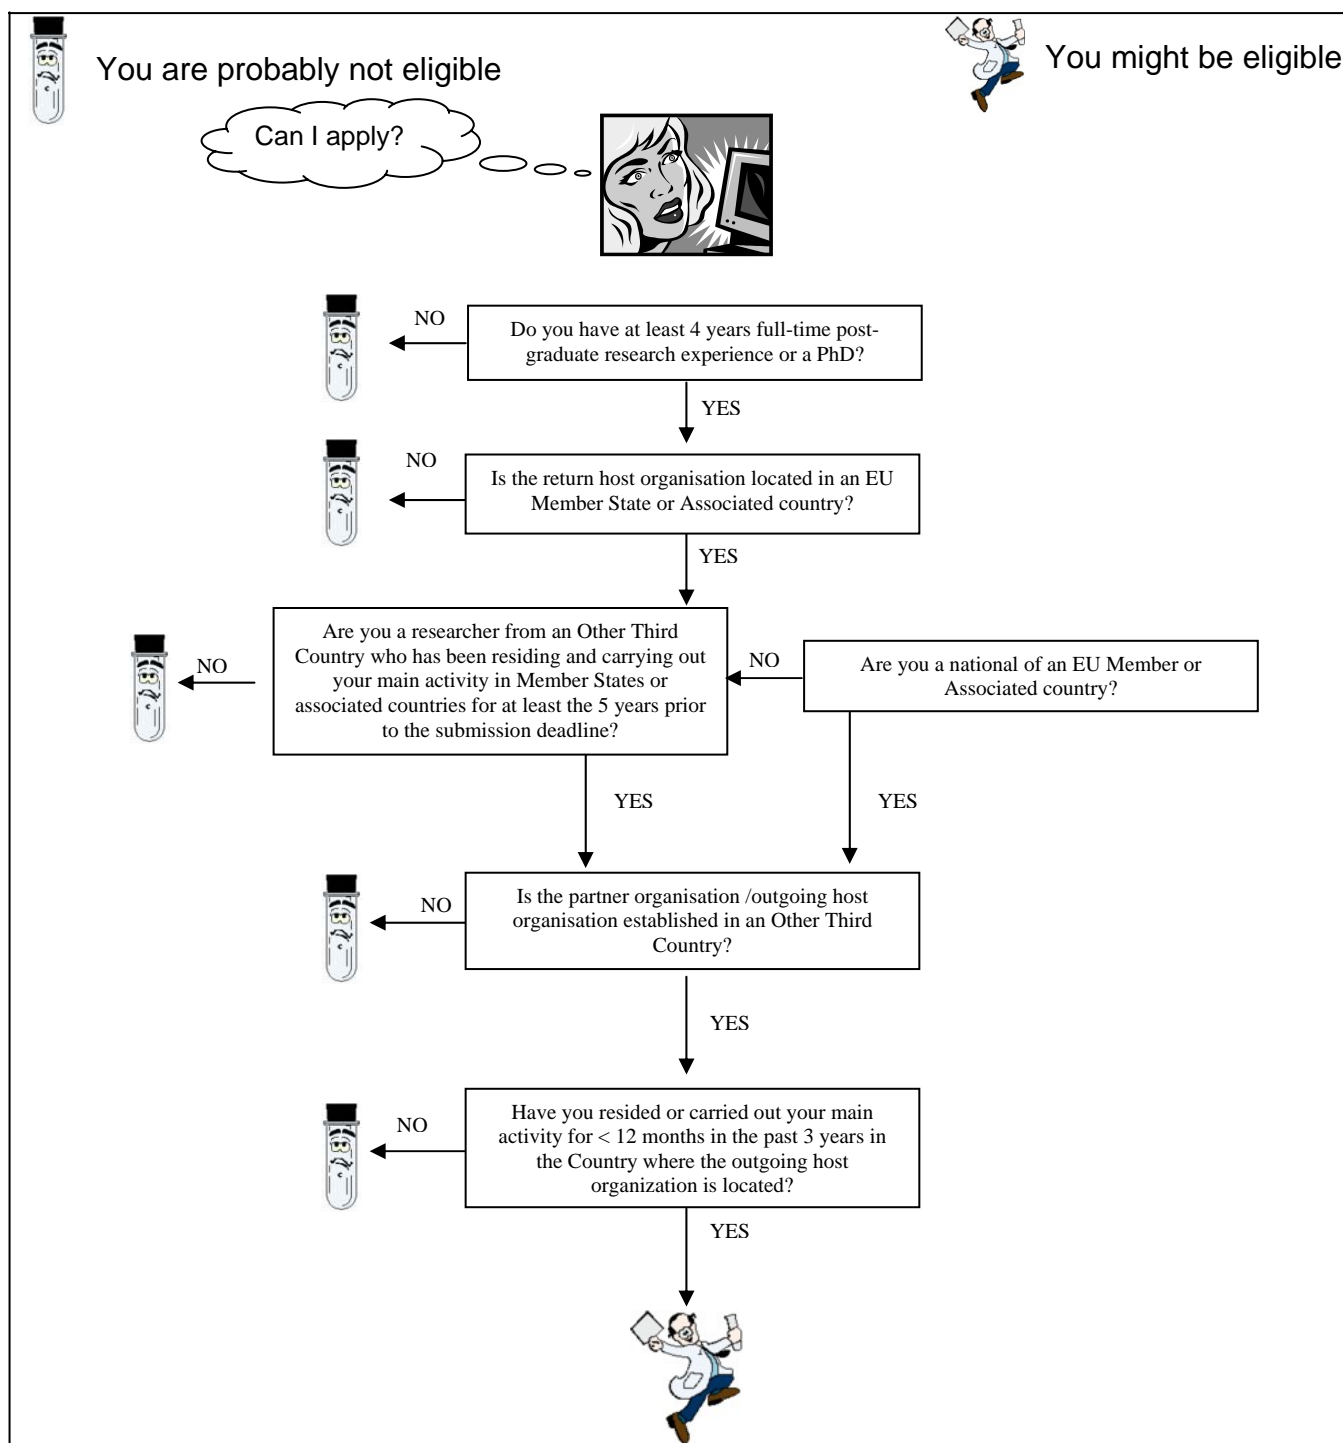 You are probably not eligible
You might be eligible
Can I apply?
NO
Do you have at least 4 years full-time post-
graduate research experience or a PhD?
YES
NO
Is the return host organisation located in an EU
Member State or Associated country?
YES
NO
Are you a researcher from an Other Third
Country who has been residing and carrying out
your main activity in Member States or
associated countries for at least the 5 years prior
to the submission deadline?
NO
Are you a national of an EU Member or
Associated country?
YES
YES
NO
Is the partner organisation /outgoing host
organisation established in an Other Third
Country?
YES
NO
Have you resided or carried out your main
activity for < 12 months in the past 3 years in
the Country where the outgoing host
organization is located?
YES